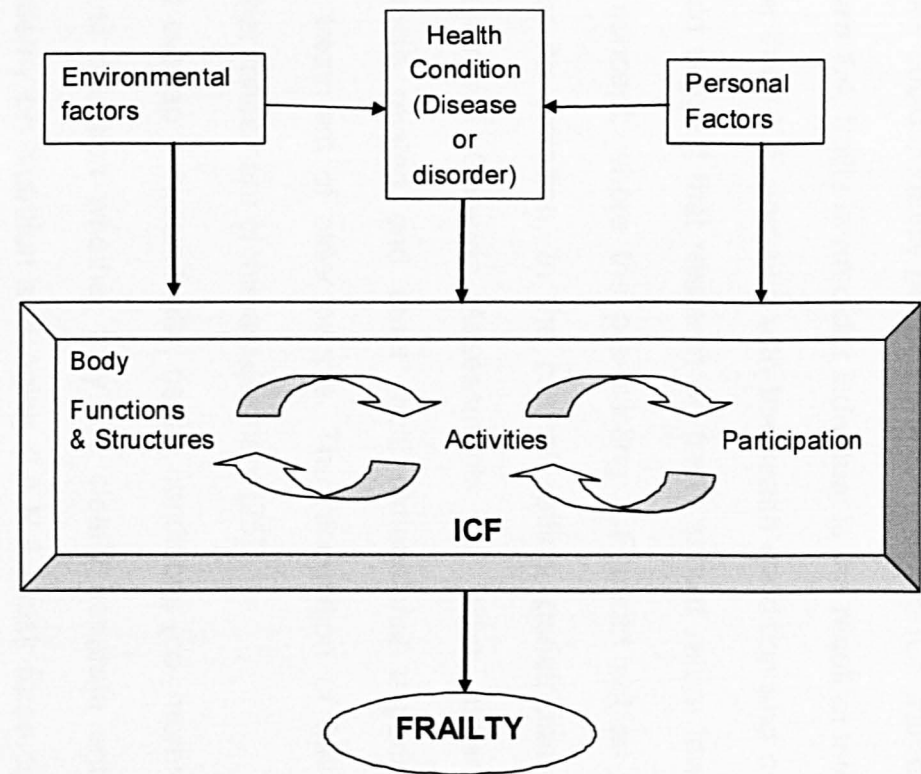 Environmental
factors
Health
Condition
(Disease
or
disorder)
Personal
Factors
Body
Functions
& Structures
Activities
Participation
ICF
FRAILTY